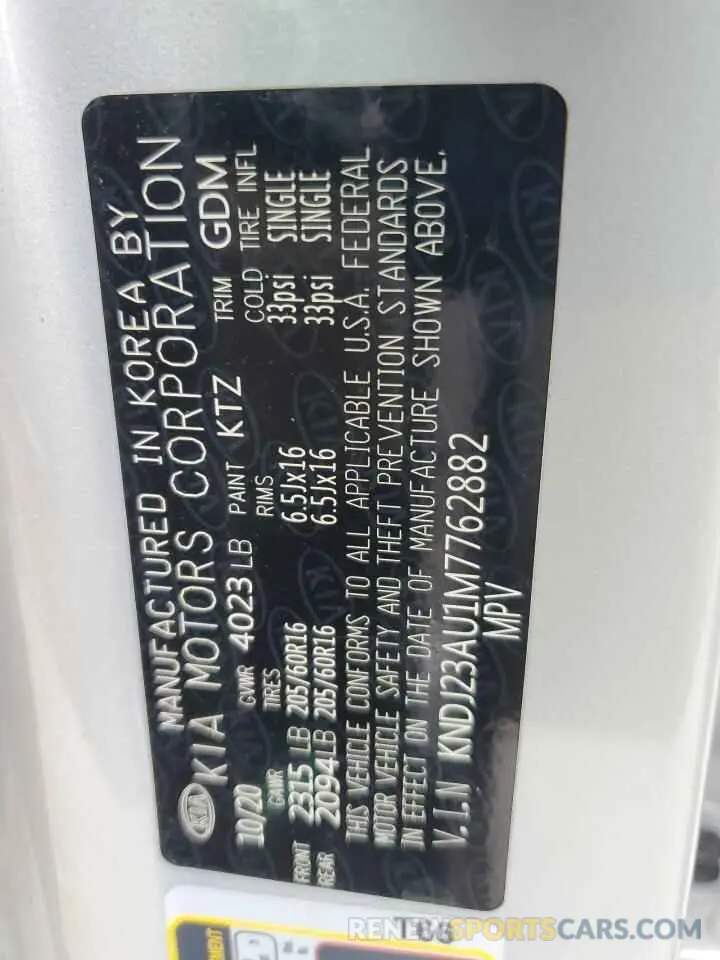 MANUFACTURED IN KOREA BY
KIA KIA MOTORS CORPORATION
10/20 GVWR 4023 LB PAINT KTZ TRIM GDM
GAWR TIRES RIMS COLD TIRE INFL
FRONT 2315 LB 205/60R16 6.5Jx16 33psi SINGLE
REAR 2094 LB 205/60R16 6.5Jx16 33psi SINGLE
THIS VEHICLE CONFORMS TO ALL APPLICABLE U.S.A. FEDERAL
MOTOR VEHICLE SAFETY AND THEFT PREVENTION STANDARDS
IN EFFECT ON THE DATE OF MANUFACTURE SHOWN ABOVE.
V.I.N KNDJ23AU1M7762882
MPV
RENEWSPORTSCARS.COM